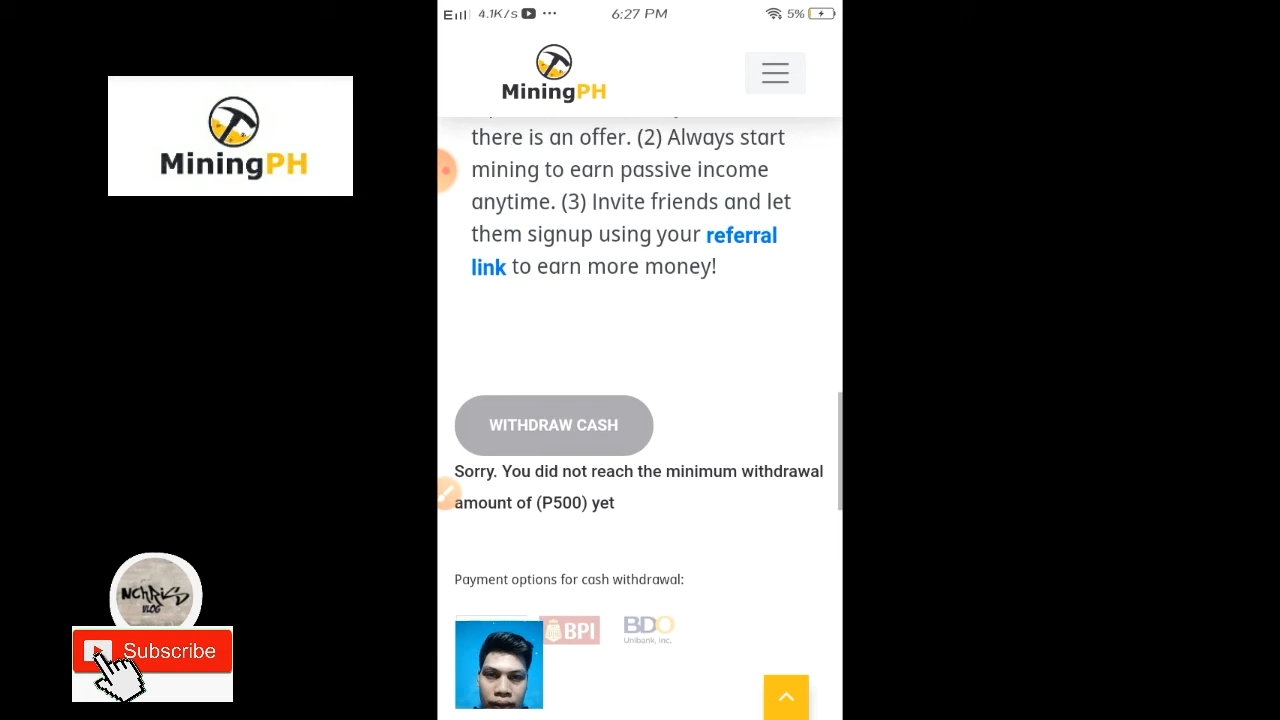 4.1K/s
6:27 PM
5%
MiningPH
MiningPH
there is an offer. (2) Always start
mining to earn passive income
anytime. (3) Invite friends and let
them signup using your referral
link to earn more money!
WITHDRAW CASH
Sorry. You did not reach the minimum withdrawal
amount of (P500) yet
Payment options for cash withdrawal:
BPI
BDO
Unibank, Inc.
NChRiS
VLOG
Subscribe